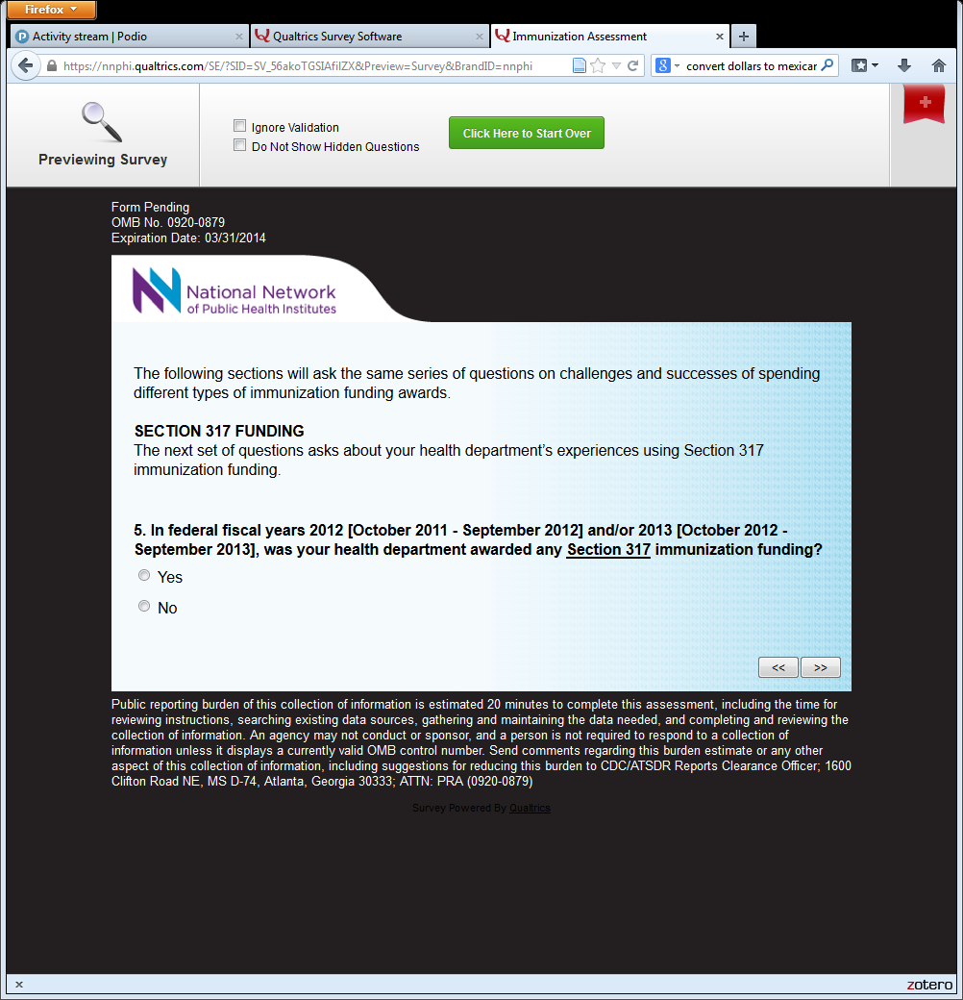 Firefox
Activity stream | Podio
Qualtrics Survey Software
Immunization Assessment
https://nnphi.qualtrics.com/SE/?SID=SV_56akoTGSIAfiIZX&Preview=Survey&BrandID=nnphi
convert dollars to mexicar
Previewing Survey
Ignore Validation
Do Not Show Hidden Questions
Click Here to Start Over
Form Pending
OMB No. 0920-0879
Expiration Date: 03/31/2014
National Network
of Public Health Institutes
The following sections will ask the same series of questions on challenges and successes of spending
different types of immunization funding awards.
SECTION 317 FUNDING
The next set of questions asks about your health department's experiences using Section 317
immunization funding.
5. In federal fiscal years 2012 [October 2011 - September 2012] and/or 2013 [October 2012 -
September 2013], was your health department awarded any Section 317 immunization funding?
Yes
No
<< >>
Public reporting burden of this collection of information is estimated 20 minutes to complete this assessment, including the time for
reviewing instructions, searching existing data sources, gathering and maintaining the data needed, and completing and reviewing the
collection of information. An agency may not conduct or sponsor, and a person is not required to respond to a collection of
information unless it displays a currently valid OMB control number. Send comments regarding this burden estimate or any other
aspect of this collection of information, including suggestions for reducing this burden to CDC/ATSDR Reports Clearance Officer; 1600
Clifton Road NE, MS D-74, Atlanta, Georgia 30333; ATTN: PRA (0920-0879)
Survey Powered By Qualtrics
zotero